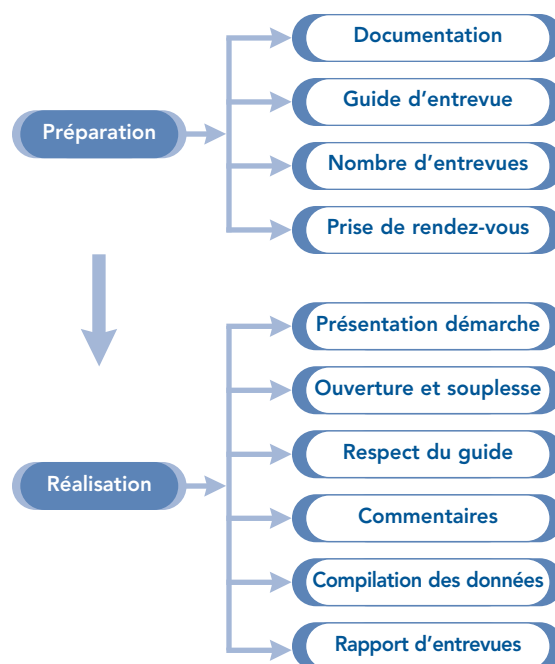 Préparation
Documentation
Guide d'entrevue
Nombre d'entrevues
Prise de rendez-vous
Réalisation
Présentation démarche
Ouverture et souplesse
Respect du guide
Commentaires
Compilation des données
Rapport d'entrevues